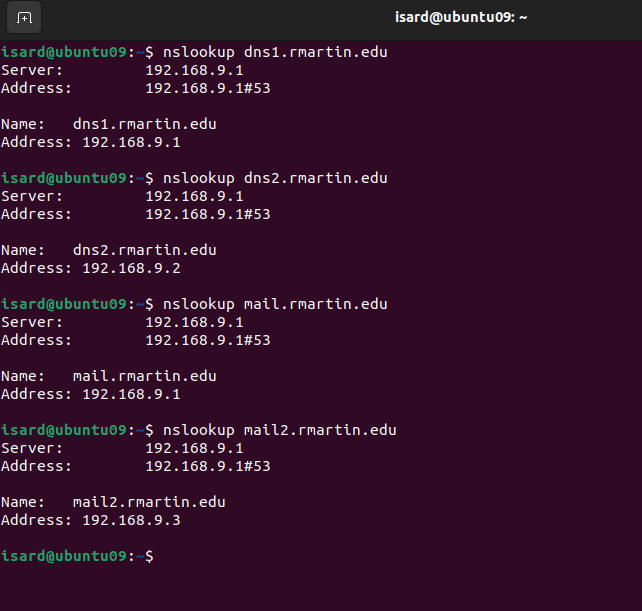 isard@ubuntu09: ~
isard@ubuntu09:~$ nslookup dns1.rmartin.edu
Server:         192.168.9.1
Address:        192.168.9.1#53

Name:   dns1.rmartin.edu
Address: 192.168.9.1

isard@ubuntu09:~$ nslookup dns2.rmartin.edu
Server:         192.168.9.1
Address:        192.168.9.1#53

Name:   dns2.rmartin.edu
Address: 192.168.9.2

isard@ubuntu09:~$ nslookup mail.rmartin.edu
Server:         192.168.9.1
Address:        192.168.9.1#53

Name:   mail.rmartin.edu
Address: 192.168.9.1

isard@ubuntu09:~$ nslookup mail2.rmartin.edu
Server:         192.168.9.1
Address:        192.168.9.1#53

Name:   mail2.rmartin.edu
Address: 192.168.9.3

isard@ubuntu09:~$